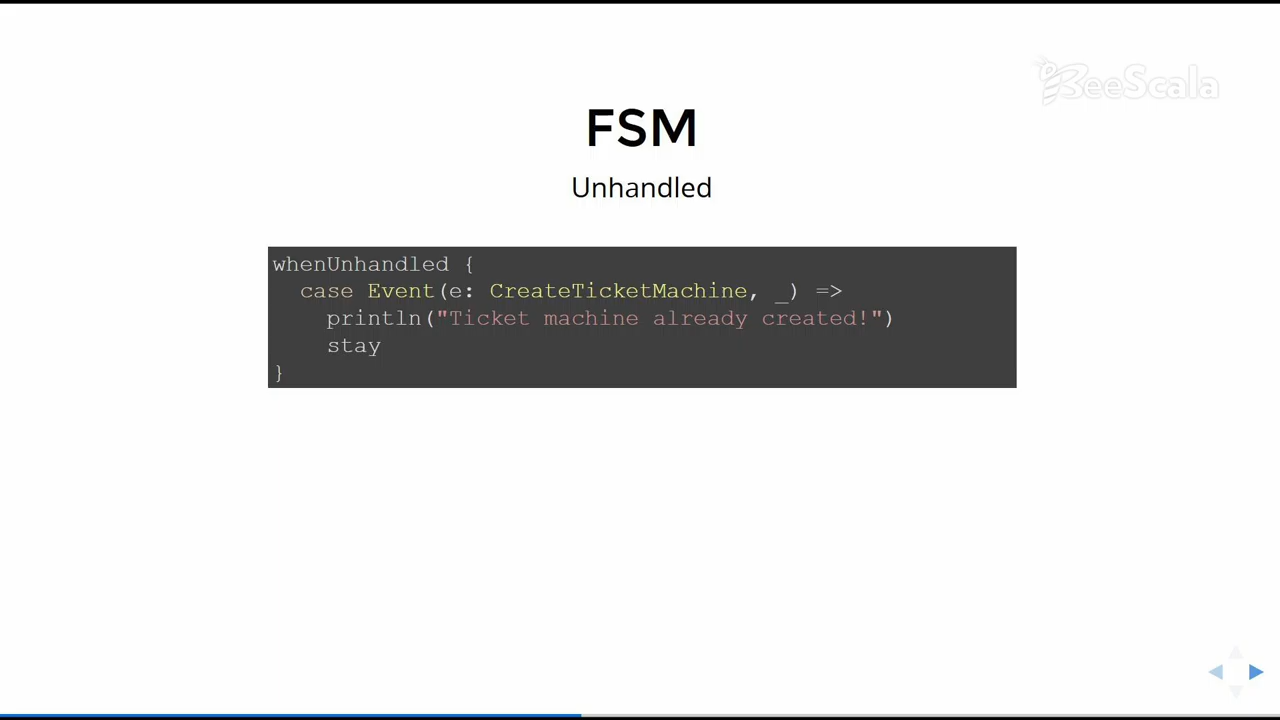 BeeScala
FSM
Unhandled
whenUnhandled {
  case Event(e: CreateTicketMachine, _) =>
    println("Ticket machine already created!")
    stay
}